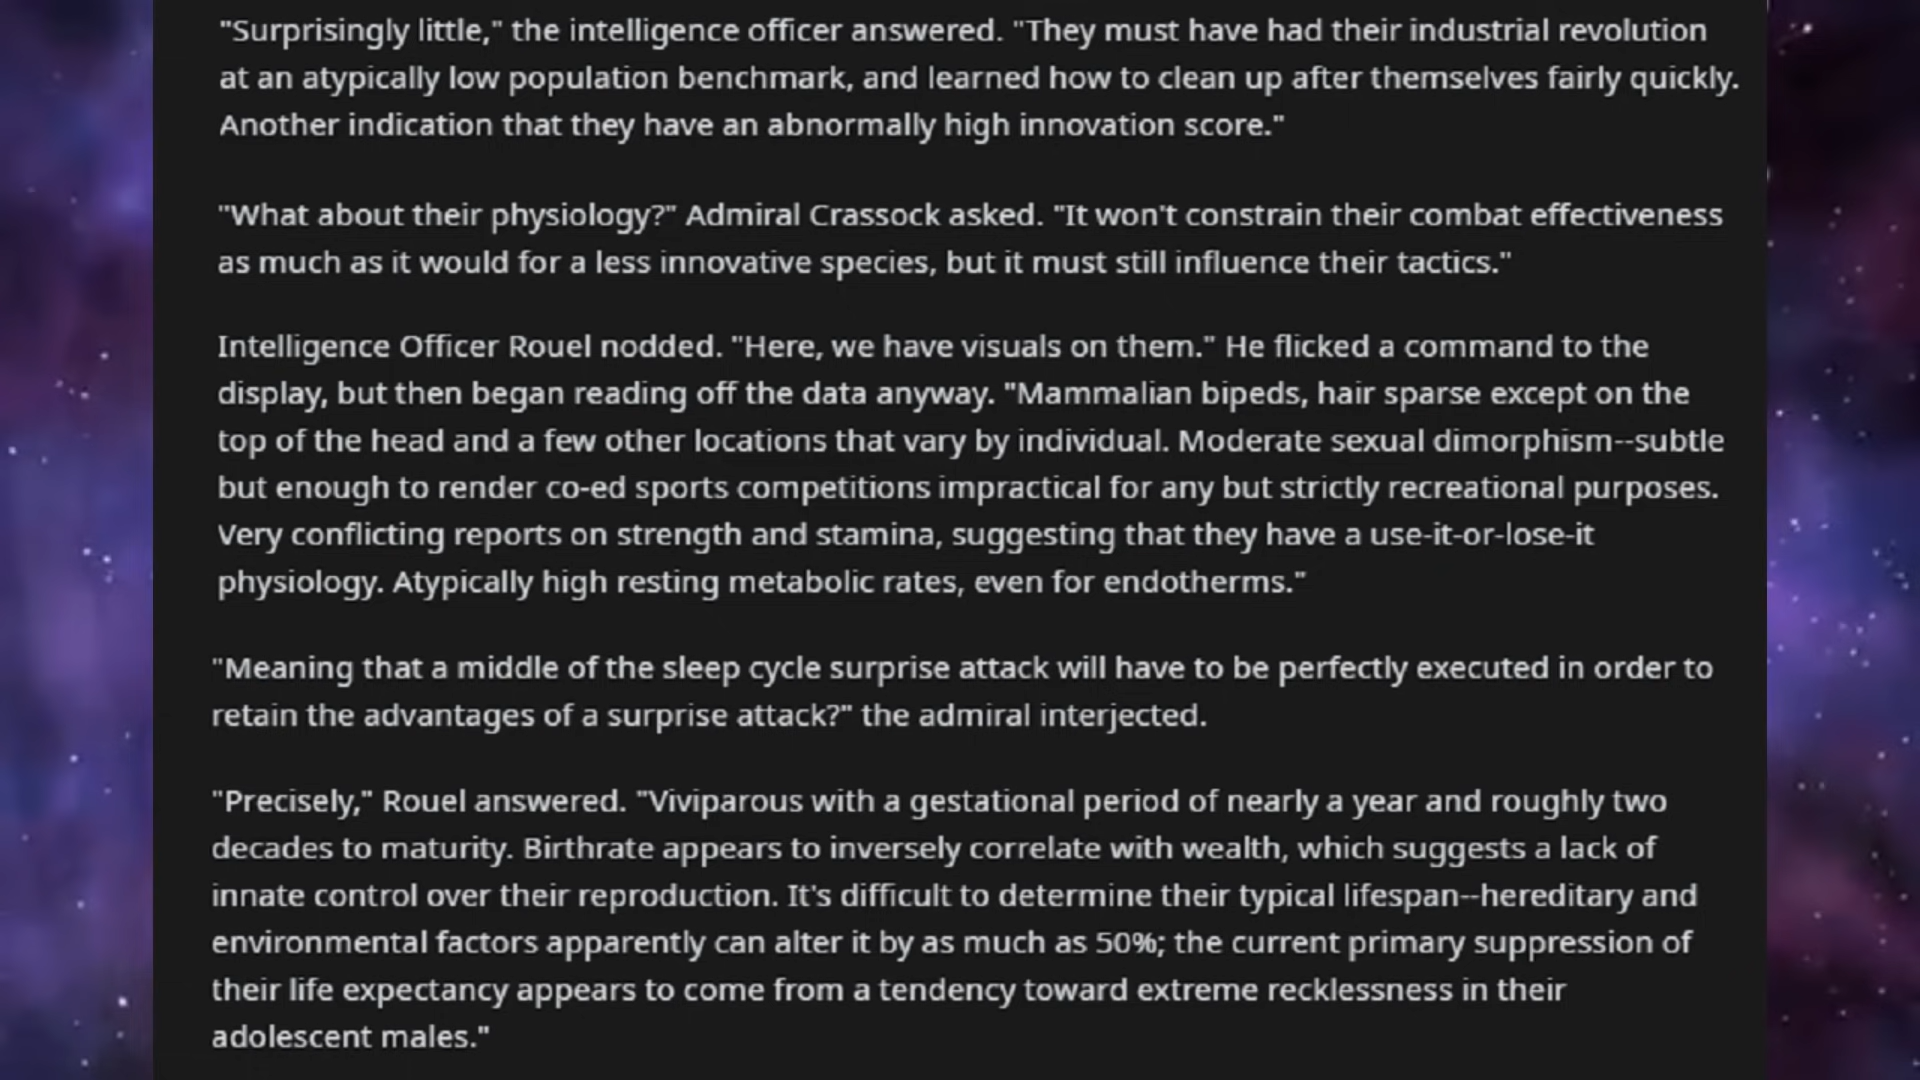 "Surprisingly little," the intelligence officer answered. "They must have had their industrial revolution
at an atypically low population benchmark, and learned how to clean up after themselves fairly quickly.
Another indication that they have an abnormally high innovation score."
"What about their physiology?" Admiral Crassock asked. "It won't constrain their combat effectiveness
as much as it would for a less innovative species, but it must still influence their tactics."
Intelligence Officer Rouel nodded. "Here, we have visuals on them." He flicked a command to the
display, but then began reading off the data anyway. "Mammalian bipeds, hair sparse except on the
top of the head and a few other locations that vary by individual. Moderate sexual dimorphism--subtle
but enough to render co-ed sports competitions impractical for any but strictly recreational purposes.
Very conflicting reports on strength and stamina, suggesting that they have a use-it-or-lose-it
physiology. Atypically high resting metabolic rates, even for endotherms."
"Meaning that a middle of the sleep cycle surprise attack will have to be perfectly executed in order to
retain the advantages of a surprise attack?" the admiral interjected.
"Precisely," Rouel answered. "Viviparous with a gestational period of nearly a year and roughly two
decades to maturity. Birthrate appears to inversely correlate with wealth, which suggests a lack of
innate control over their reproduction. It's difficult to determine their typical lifespan--hereditary and
environmental factors apparently can alter it by as much as 50%; the current primary suppression of
their life expectancy appears to come from a tendency toward extreme recklessness in their
adolescent males."